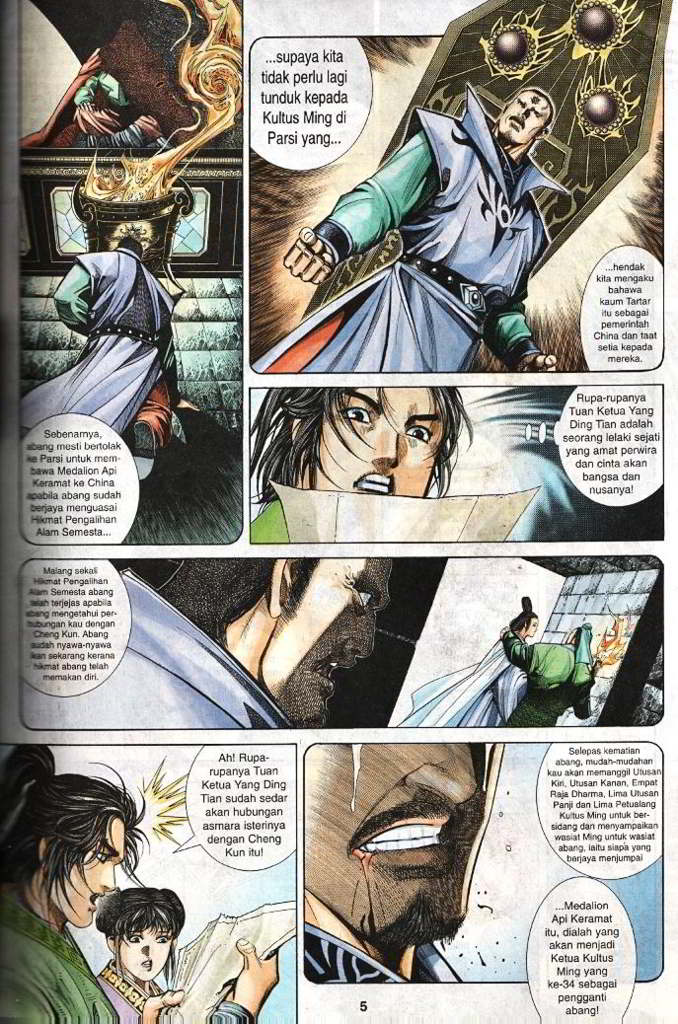 ...supaya kita
tidak perlu lagi
tunduk kepada
Kultus Ming di
Parsi yang...
...hendak
kita mengaku
bahawa
kaum Tartar
itu sebagai
pemerintah
China dan taat
setia kepada
mereka.
Sebenarnya,
abang mesti bertolak
ke Parsi untuk mem-
bawa Medalion Api
Keramat ke China
apabila abang sudah
berjaya menguasai
Hikmat Pengalihan
Alam Semesta...
Rupa-rupanya
Tuan Ketua Yang
Ding Tian adalah
seorang lelaki sejati
yang amat perwira
dan cinta akan
bangsa dan
nusanya!
Malang sekali
Hikmat Pengalihan
Alam Semesta abang
telah terjejas apabila
abang mengetahui per-
hubungan kau dengan
Cheng Kun. Abang
sudah nyawa-nyawa
ikan sekarang kerana
hikmat abang telah
memakan diri.
Ah! Rupa-
rupanya Tuan
Ketua Yang Ding
Tian sudah sedar
akan hubungan
asmara isterinya
dengan Cheng
Kun itu!
Selepas kematian
abang, mudah-mudahan
kau akan memanggil Utusan
Kiri, Utusan Kanan, Empat
Raja Dharma, Lima Utusan
Panji dan Lima Petualang
Kultus Ming untuk ber-
sidang dan menyampaikan
wasiat Ming untuk wasiat
abang, iaitu siapa yang
berjaya menjumpai
...Medalion
Api Keramat
itu, dialah yang
akan menjadi
Ketua Kultus
Ming yang
ke-34 sebagai
pengganti
abang!
5